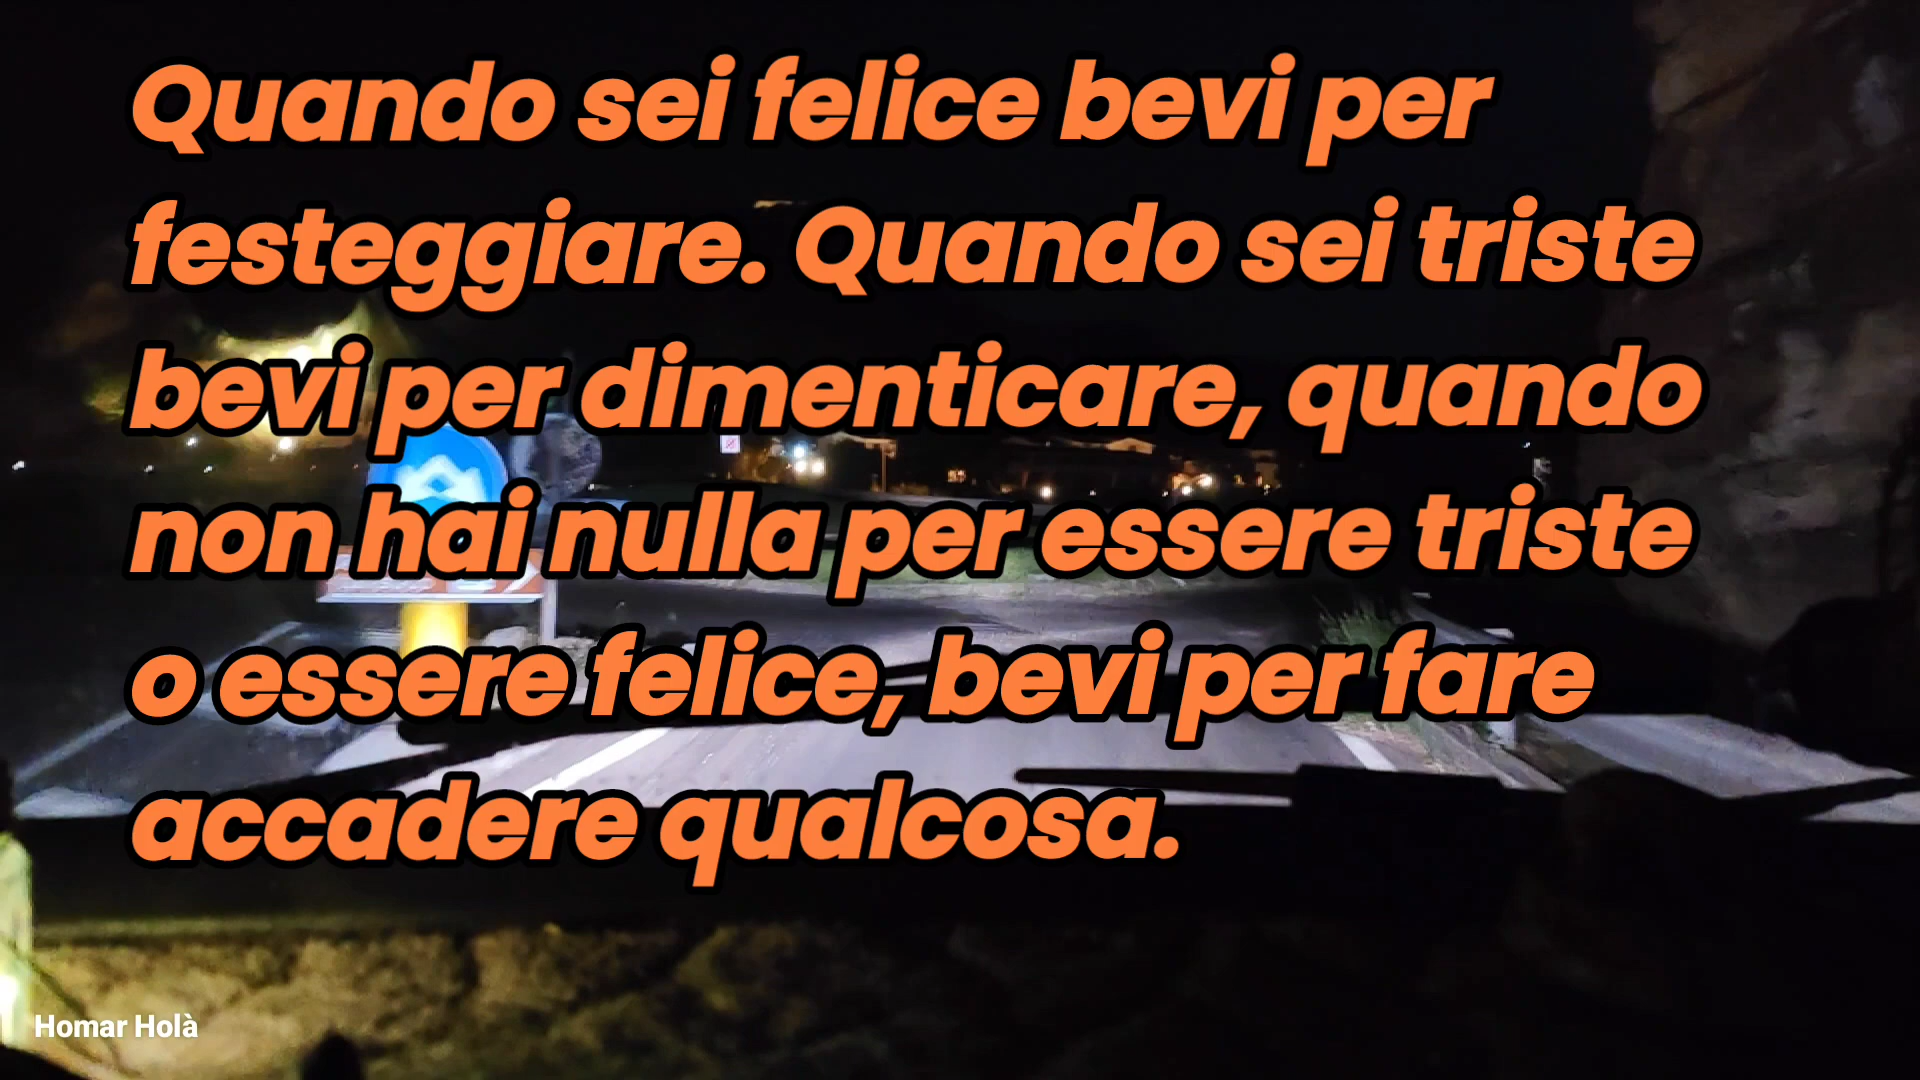 Quando sei felice bevi per
festeggiare. Quando sei triste
bevi per dimenticare, quando
non hai nulla per essere triste
o essere felice, bevi per fare
accadere qualcosa.
Homar Holà